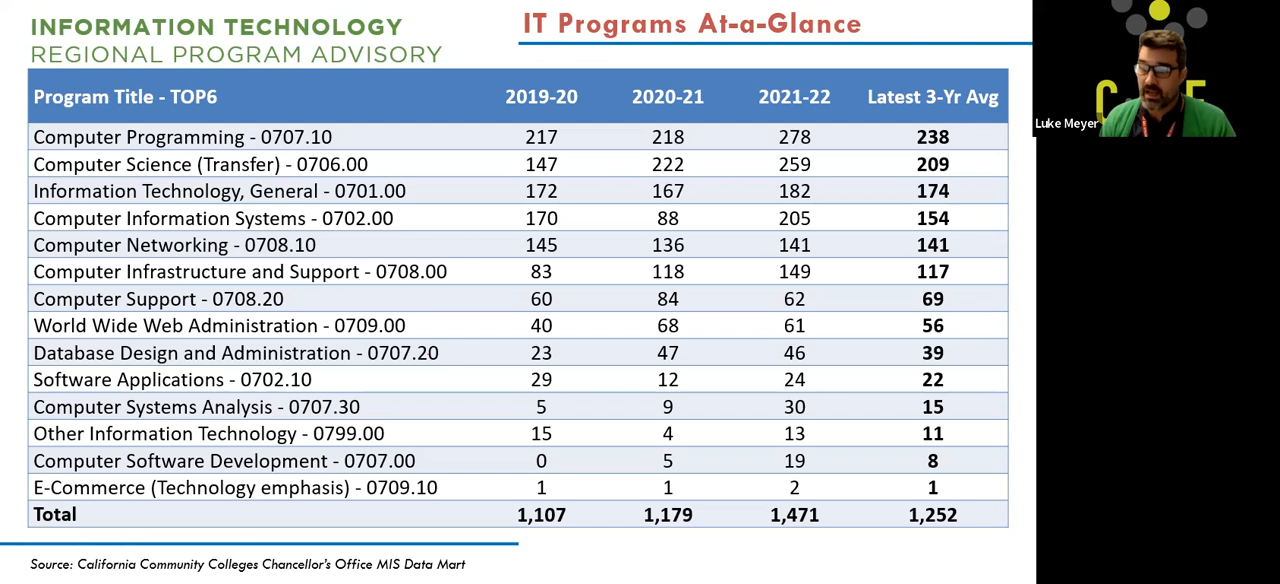 INFORMATION TECHNOLOGY
REGIONAL PROGRAM ADVISORY
IT Programs At-a-Glance
Program Title - TOP6 2019-20 2020-21 2021-22 Latest 3-Yr Avg
Computer Programming - 0707.10 217 218 278 238
Computer Science (Transfer) - 0706.00 147 222 259 209
Information Technology, General - 0701.00 172 167 182 174
Computer Information Systems - 0702.00 170 88 205 154
Computer Networking - 0708.10 145 136 141 141
Computer Infrastructure and Support - 0708.00 83 118 149 117
Computer Support - 0708.20 60 84 62 69
World Wide Web Administration - 0709.00 40 68 61 56
Database Design and Administration - 0707.20 23 47 46 39
Software Applications - 0702.10 29 12 24 22
Computer Systems Analysis - 0707.30 5 9 30 15
Other Information Technology - 0799.00 15 4 13 11
Computer Software Development - 0707.00 0 5 19 8
E-Commerce (Technology emphasis) - 0709.10 1 1 2 1
Total 1,107 1,179 1,471 1,252
Source: California Community Colleges Chancellor's Office MIS Data Mart
Luke Meyer